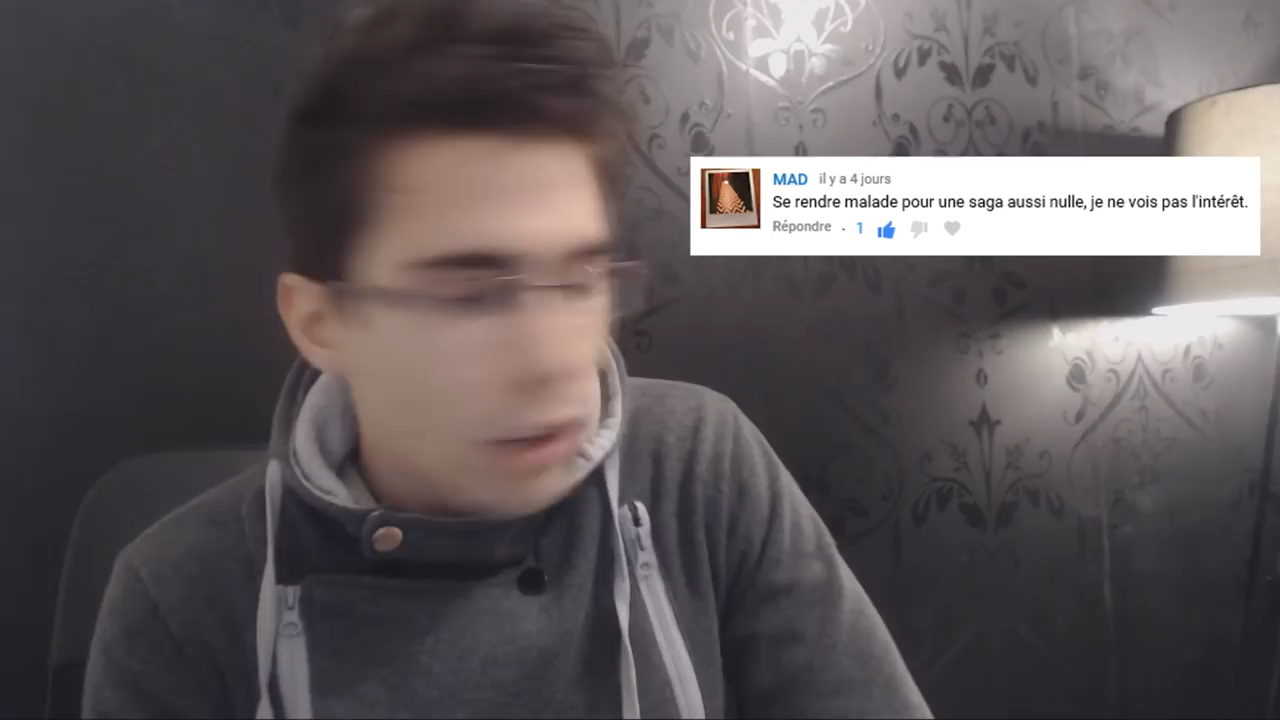 MAD il y a 4 jours
Se rendre malade pour une saga aussi nulle, je ne vois pas l'intérêt.
Répondre . 1